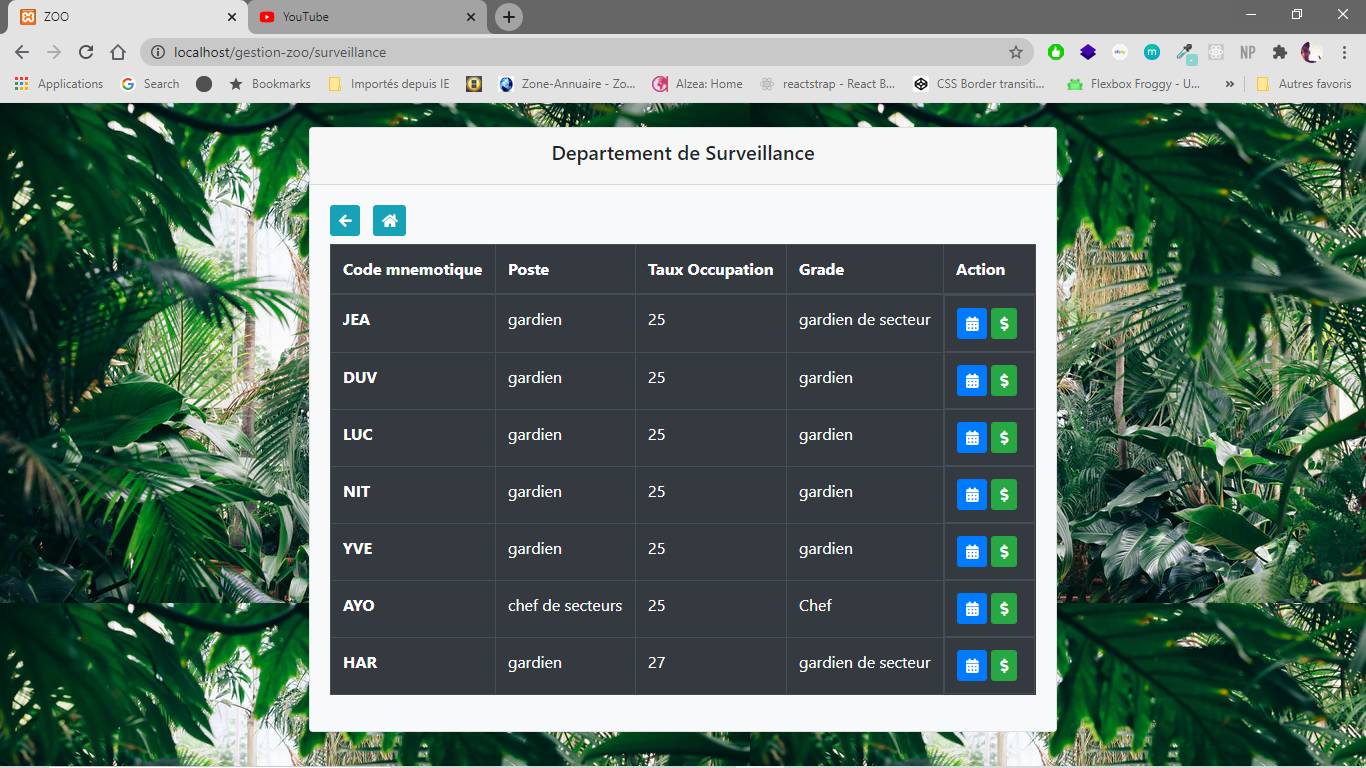 ZOO
YouTube
localhost/gestion-zoo/surveillance
m
NP
Applications
Search
Bookmarks
Importés depuis IE
Zone-Annuaire - Zo...
Alzea: Home
reactstrap - React B...
CSS Border transiti...
Flexbox Froggy - U...
»
Autres favoris
Departement de Surveillance
Code mnemotique Poste Taux Occupation Grade Action
JEA gardien 25 gardien de secteur $
DUV gardien 25 gardien $
LUC gardien 25 gardien $
NIT gardien 25 gardien $
YVE gardien 25 gardien $
AYO chef de secteurs 25 Chef $
HAR gardien 27 gardien de secteur $